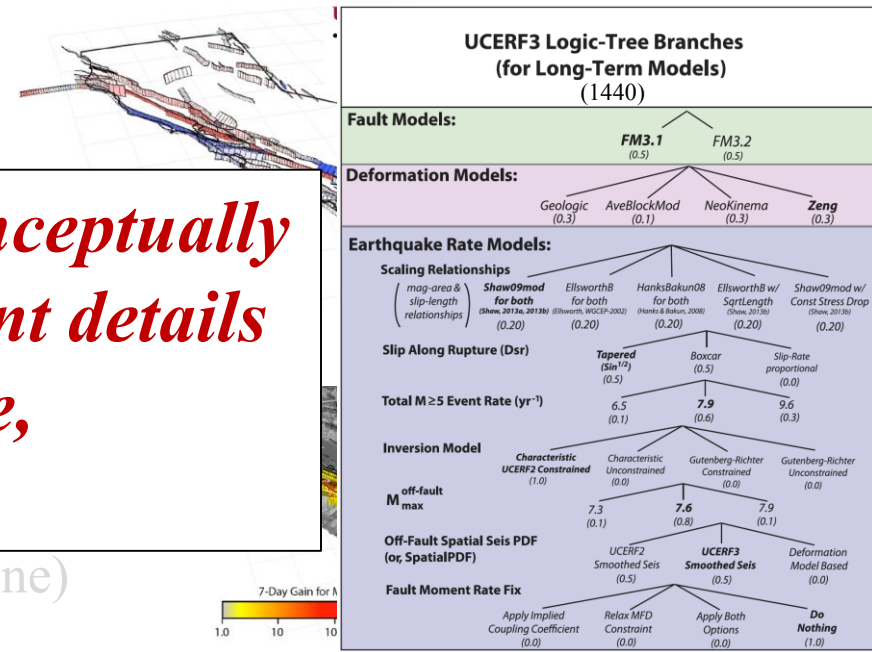 UCERF3 Logic-Tree Branches
(for Long-Term Models)
(1440)
Fault Models:
FM3.1 FM3.2
(0.5) (0.5)
Deformation Models:
Geologic AveBlockMod NeoKinema Zeng
(0.3) (0.1) (0.3) (0.3)
Earthquake Rate Models:
Scaling Relationships
( mag-area & slip-length relationships )
Shaw09mod for both (Shaw, 2013a, 2013b) (0.20)
EllsworthB for both (Ellsworth, WGCEP-2002) (0.20)
HanksBakun08 for both (Hanks & Bakun, 2008) (0.20)
EllsworthB w/ SqrtLength (Shaw, 2013b) (0.20)
Shaw09mod w/ Const Stress Drop (Shaw, 2013b) (0.20)
Slip Along Rupture (Dsr)
Tapered (Sin^1/2) (0.5)
Boxcar (0.5)
Slip-Rate proportional (0.0)
Total M≥5 Event Rate (yr^-1)
6.5 7.9 9.6
(0.1) (0.6) (0.3)
Inversion Model
Characteristic UCERF2 Constrained (1.0)
Characteristic Unconstrained (0.0)
Gutenberg-Richter Constrained (0.0)
Gutenberg-Richter Unconstrained (0.0)
M off-fault max
7.3 7.6 7.9
(0.1) (0.8) (0.1)
Off-Fault Spatial Seis PDF
(or, SpatialPDF)
UCERF2 Smoothed Seis (0.5)
UCERF3 Smoothed Seis (0.5)
Deformation Model Based (0.0)
Fault Moment Rate Fix
Apply Implied Coupling Coefficient (0.0)
Relax MFD Constraint (0.0)
Apply Both Options (0.0)
Do Nothing (1.0)
nceptually
nt details
e,
ne)
7-Day Gain for M
1.0 10 10